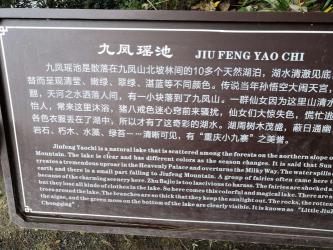 九凤瑶池 JIU FENG YAO CHI
九凤瑶池是散落在九凤山北坡林间的10多个天然湖泊，湖水清澈见底
替而呈现清莹、嫩绿、翠绿、湛蓝等不同颜色。传说当年孙悟空大闹天宫，
翻，天河之水洒落人间，有一小块落到了九凤山。一群仙女因为这里山清水
怡人，常来这里沐浴，猪八戒色迷心窍前来骚扰，仙女们大惊失色，慌忙逃
各色衣服丢在了湖中，所以才有了这奇彩的湖水。湖周树木茂盛，蔽日遮幽
岩石、朽木、水藻、绿苔……清晰可见，有“重庆小九寨”之美誉。
Jiufeng Yaochi is a natural lake that is scattered among the forests on the northern slope of
Mountain. The lake is clear and has different colors as the season changes. It is said that Sun
creates a tremendous uproar in the Heavenly Palace and overturns the Milky Way. The water spilled
earth and there is a small part falling to Jiufeng Mountain. A group of fairies often came here
because of the charming scenery here. Zhu Bajie is too lascivious to harass. The fairies are shocked
but they lose all kinds of clothes in the lake. So here comes this colorful and magical lake. There are
trees around the lake. The branches are so thick that they keep the sunlight out. The rocks, the rotten
the algae, and the green moss on the bottom of the lake are clearly visible. It is known as "Little Jiu
Chongqing"